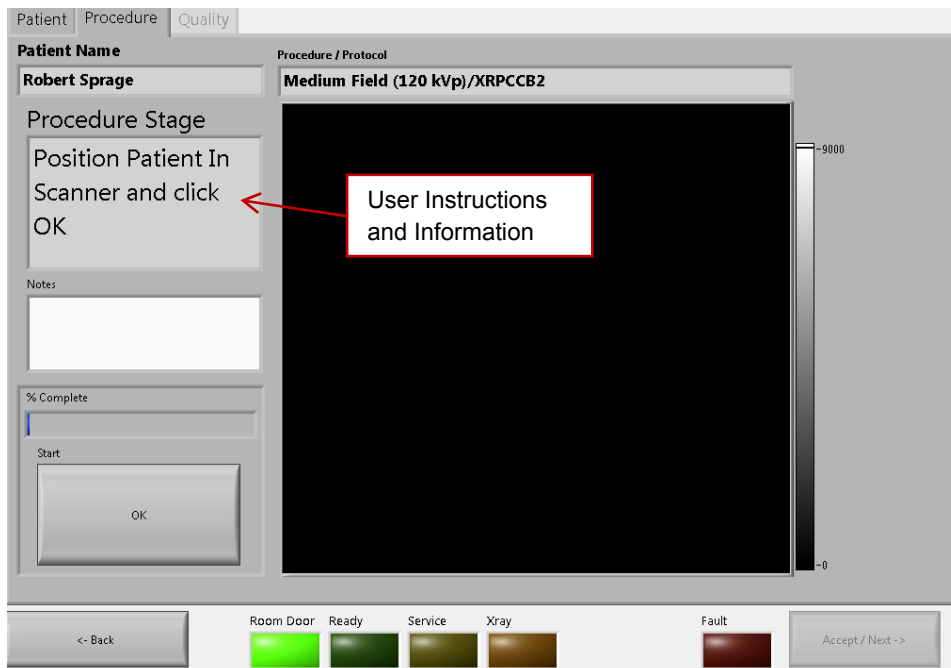 Patient Procedure Quality
Patient Name
Robert Sprage
Procedure / Protocol
Medium Field (120 kVp)/XRPCCB2
Procedure Stage
Position Patient In
Scanner and click
OK
User Instructions
and Information
9000
0
Notes
% Complete
Start
OK
<- Back
Room Door Ready Service Xray Fault
Accept / Next ->